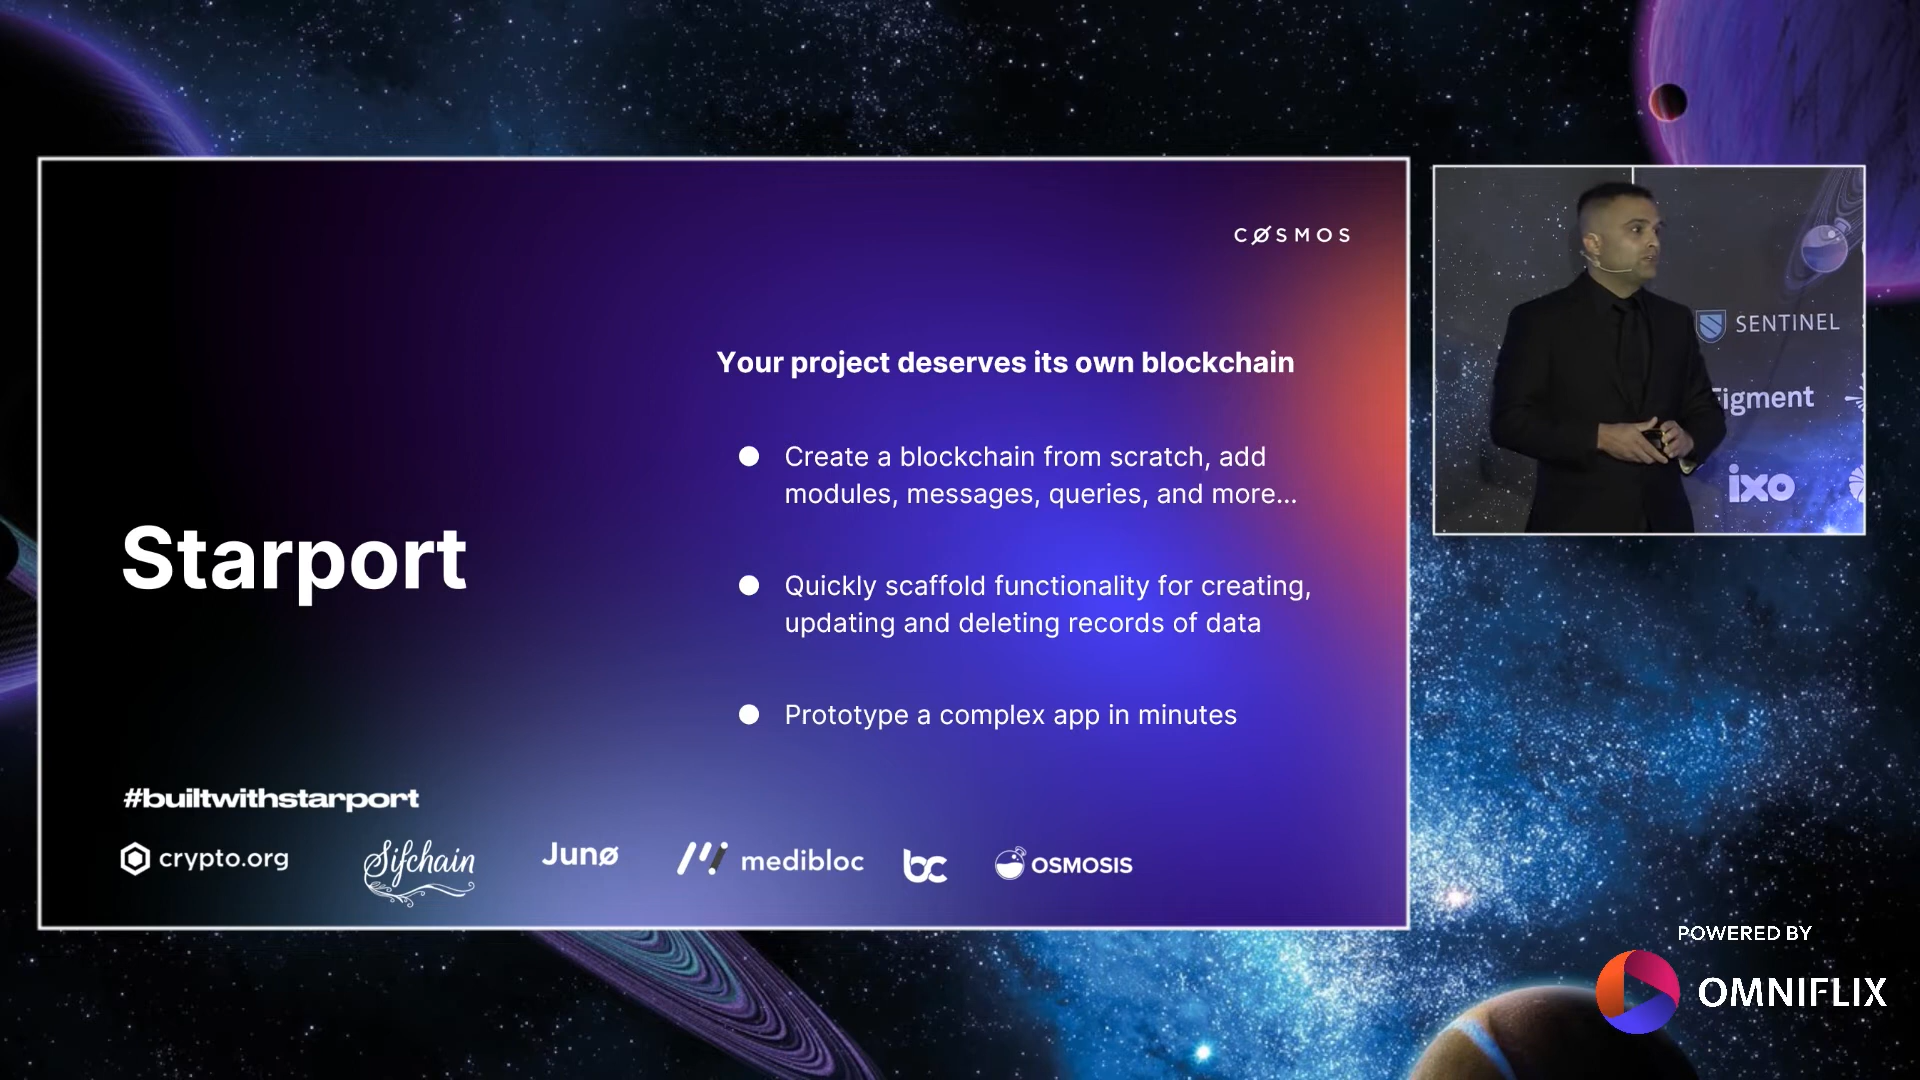 CØSMOS
Your project deserves its own blockchain
Create a blockchain from scratch, add
modules, messages, queries, and more...
Quickly scaffold functionality for creating,
updating and deleting records of data
Prototype a complex app in minutes
Starport
#builtwithstarport
crypto.org
Sifchain
Junø
medibloc
bc
OSMOSIS
SENTINEL
Figment
ixo
POWERED BY
OMNIFLIX